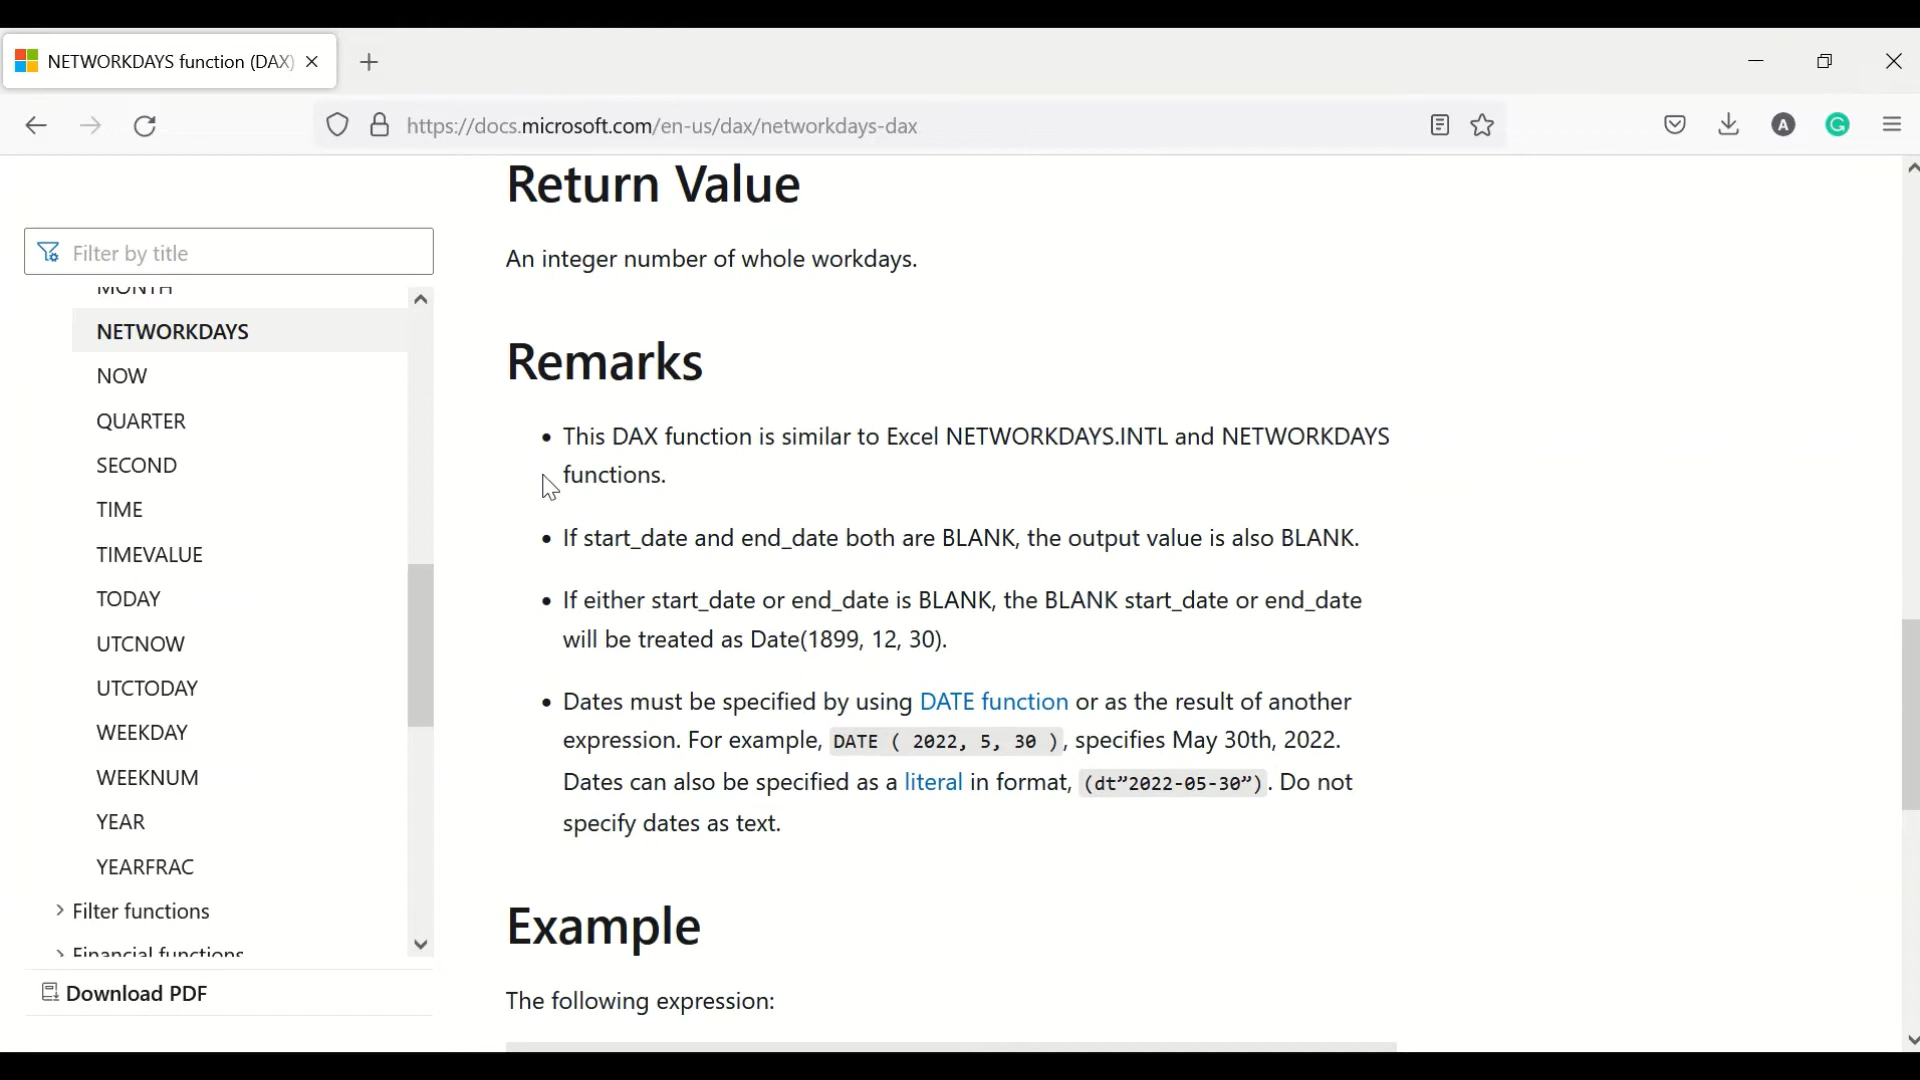 NETWORKDAYS function (DAX)
https://docs.microsoft.com/en-us/dax/networkdays-dax
A
G
Filter by title
MONTH
NETWORKDAYS
NOW
QUARTER
SECOND
TIME
TIMEVALUE
TODAY
UTCNOW
UTCTODAY
WEEKDAY
WEEKNUM
YEAR
YEARFRAC
Filter functions
Financial functions
Download PDF
Return Value
An integer number of whole workdays.
Remarks
• This DAX function is similar to Excel NETWORKDAYS.INTL and NETWORKDAYS
functions.
• If start_date and end_date both are BLANK, the output value is also BLANK.
• If either start_date or end_date is BLANK, the BLANK start_date or end_date
will be treated as Date(1899, 12, 30).
• Dates must be specified by using DATE function or as the result of another
expression. For example, DATE ( 2022, 5, 30 ), specifies May 30th, 2022.
Dates can also be specified as a literal in format, (dt”2022-05-30”). Do not
specify dates as text.
Example
The following expression: